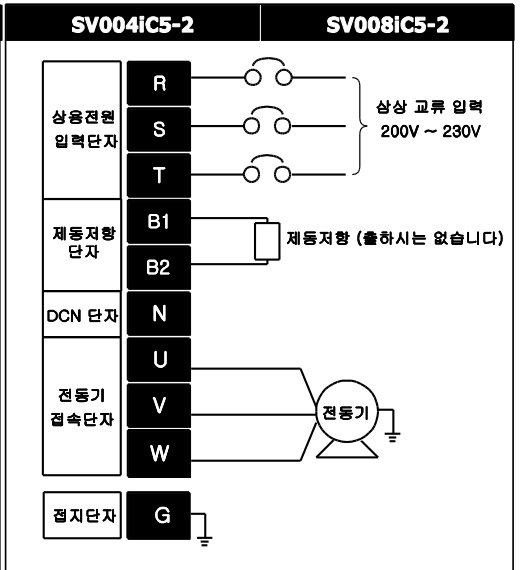 SV004iC5-2
SV008iC5-2
상용전원
입력단자
R
S
T
삼상 교류 입력
200V ~ 230V
제동저항
단자
B1
B2
제동저항 (출하시는 없습니다)
DCN 단자
N
전동기
접속단자
U
V
W
전동기
접지단자
G